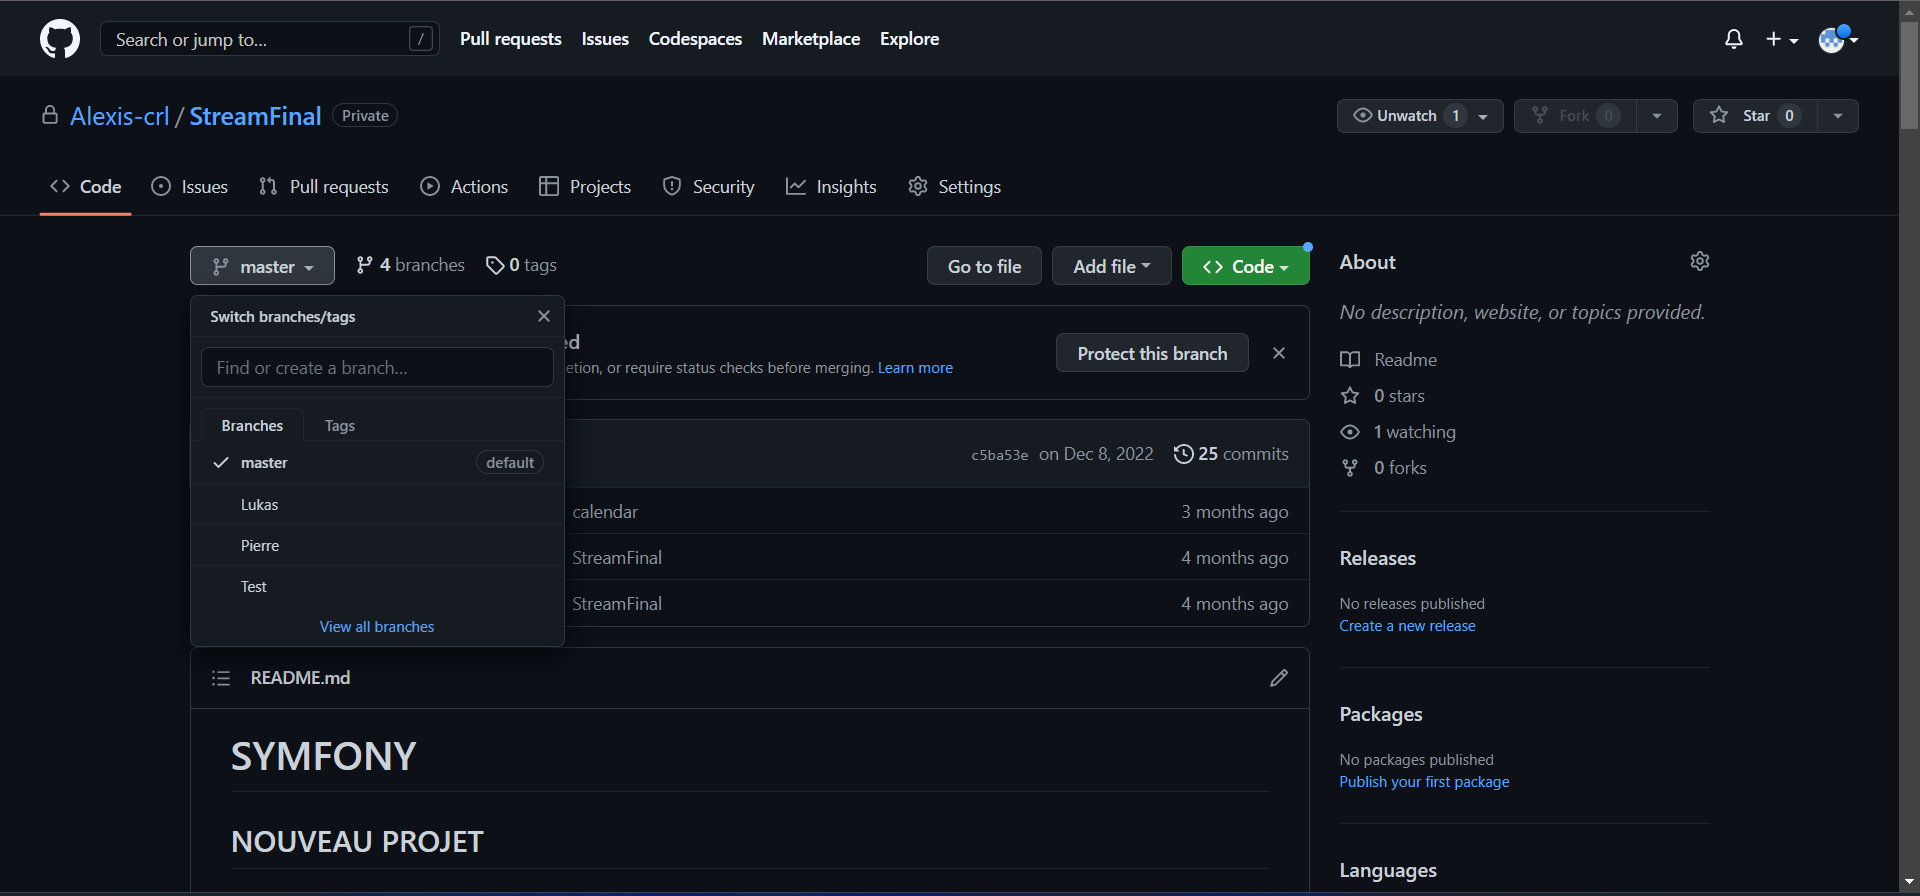 Search or jump to... / Pull requests Issues Codespaces Marketplace Explore
Alexis-crl / StreamFinal Private Unwatch 1 Fork 0 Star 0
Code Issues Pull requests Actions Projects Security Insights Settings
master 4 branches 0 tags Go to file Add file Code
Switch branches/tags
Find or create a branch...
Branches Tags
master default
Lukas
Pierre
Test
View all branches
ed
etion, or require status checks before merging. Learn more
Protect this branch
c5ba53e on Dec 8, 2022 25 commits
calendar 3 months ago
StreamFinal 4 months ago
StreamFinal 4 months ago
README.md
SYMFONY
NOUVEAU PROJET
About
No description, website, or topics provided.
Readme
0 stars
1 watching
0 forks
Releases
No releases published
Create a new release
Packages
No packages published
Publish your first package
Languages